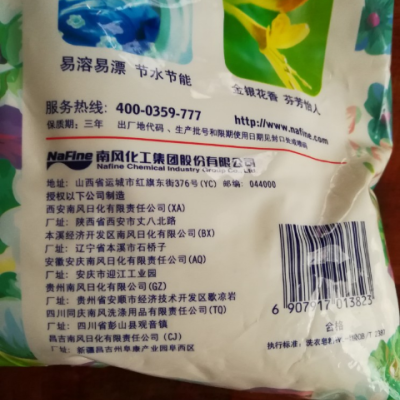 易溶易漂 节水节能
金银花香 芬芳怡人
服务热线: 400-0359-777
http://www.nafine.com
保质期: 三年 出厂地代码、生产批号和限期使用日期见封口处或喷码
NaFine 南风化工集团股份有限公司
Nafine Chemical Industry Group Co., Ltd
地址: 山西省运城市红旗东街376号(YC) 邮编 044000
授权以下公司制造
西安南风日化有限责任公司(XA)
厂址: 陕西省西安市丈八北路
本溪经济开发区南风日化有限公司(BX)
厂址: 辽宁省本溪市石桥子
安徽安庆南风日化有限责任公司(AQ)
厂址: 安庆市迎江工业园
贵州南风日化有限公司(GZ)
厂址: 贵州省安顺市经济技术开发区歇凉岩
四川同庆南风洗涤用品有限责任公司(TQ)
厂址: 四川省彭山县观音镇
昌吉南风日化有限责任公司(CJ)
厂址: 新疆昌吉州阜康产业园阜西区
6 907917 013823
合格
执行标准: 洗衣皂粉